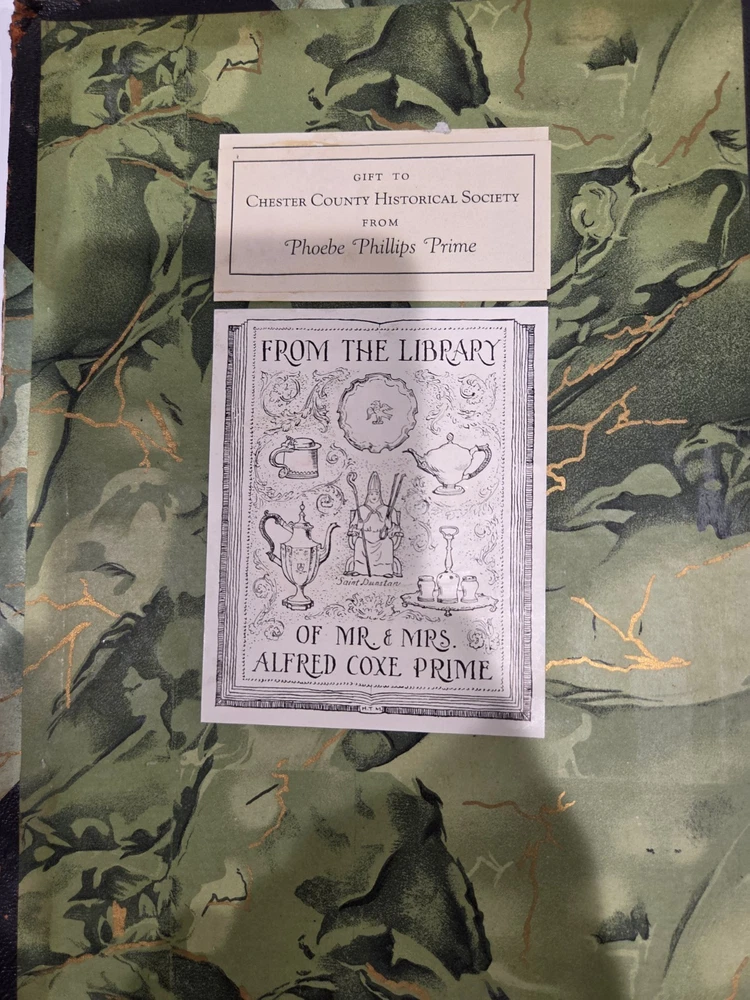 GIFT TO
CHESTER COUNTY HISTORICAL SOCIETY
FROM
Phoebe Phillips Prime
FROM THE LIBRARY
Saint Dunstan
OF MR. & MRS.
ALFRED COXE PRIME